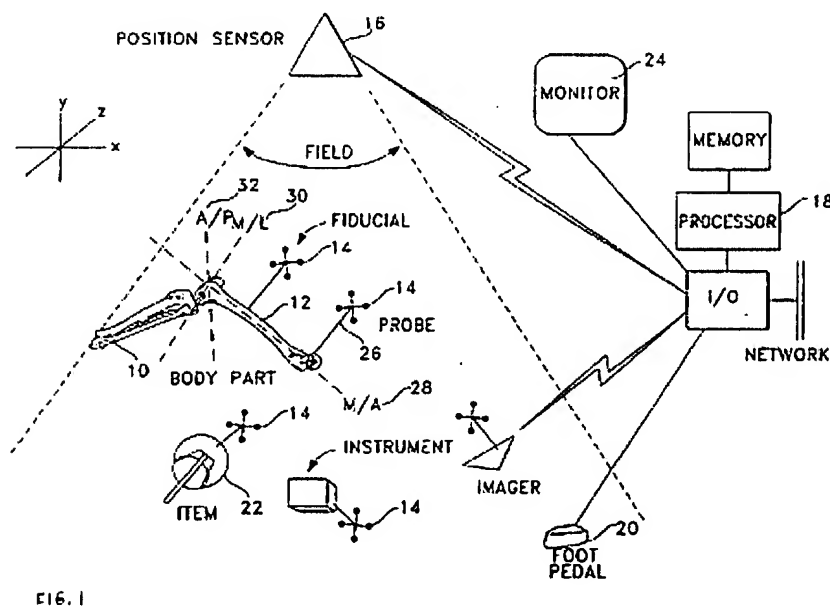 POSITION SENSOR
16
24
MONITOR
MEMORY
18
PROCESSOR
I/O
NETWORK
y
z
x
FIELD
32
30
A/P
M/L
FIDUCIAL
14
12
14
PROBE
26
10
BODY PART
M/A
28
14
INSTRUMENT
IMAGER
22
ITEM
14
20
FOOT
PEDAL
FIG. 1